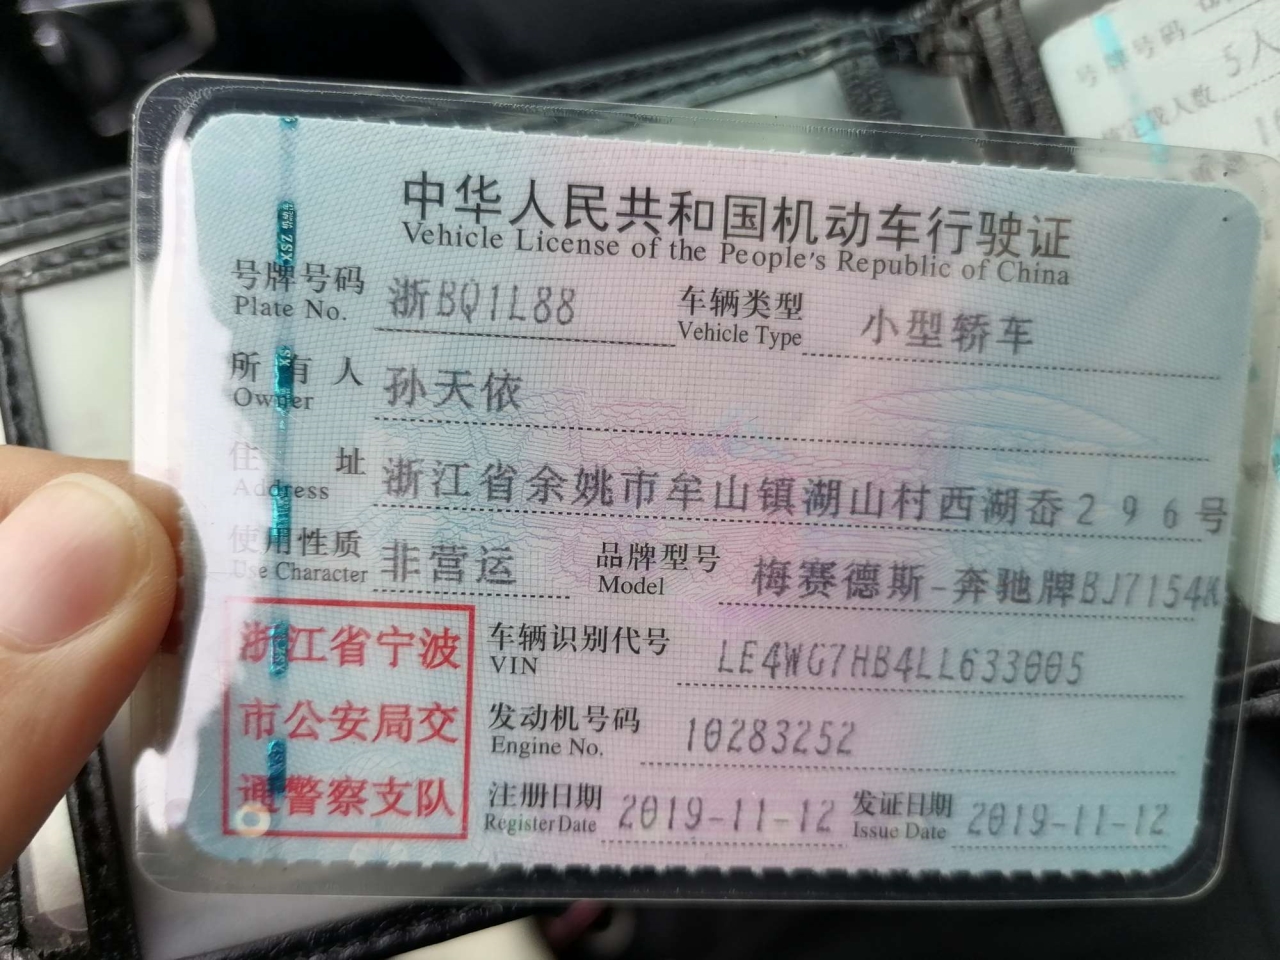 中华人民共和国机动车行驶证
Vehicle License of the People's Republic of China
号牌号码 浙BQ1L88 车辆类型 小型轿车
Plate No. Vehicle Type
所有人 孙天依
Owner
住址 浙江省余姚市牟山镇湖山村西湖岙296号
Address
使用性质 非营运 品牌型号 梅赛德斯-奔驰牌BJ7154
Use Character Model
浙江省宁波
市公安局交
通警察支队
车辆识别代号 LE4WG7HB4LL633005
VIN
发动机号码 10283252
Engine No.
注册日期 2019-11-12 发证日期 2019-11-12
Register Date Issue Date
号牌号码
5人